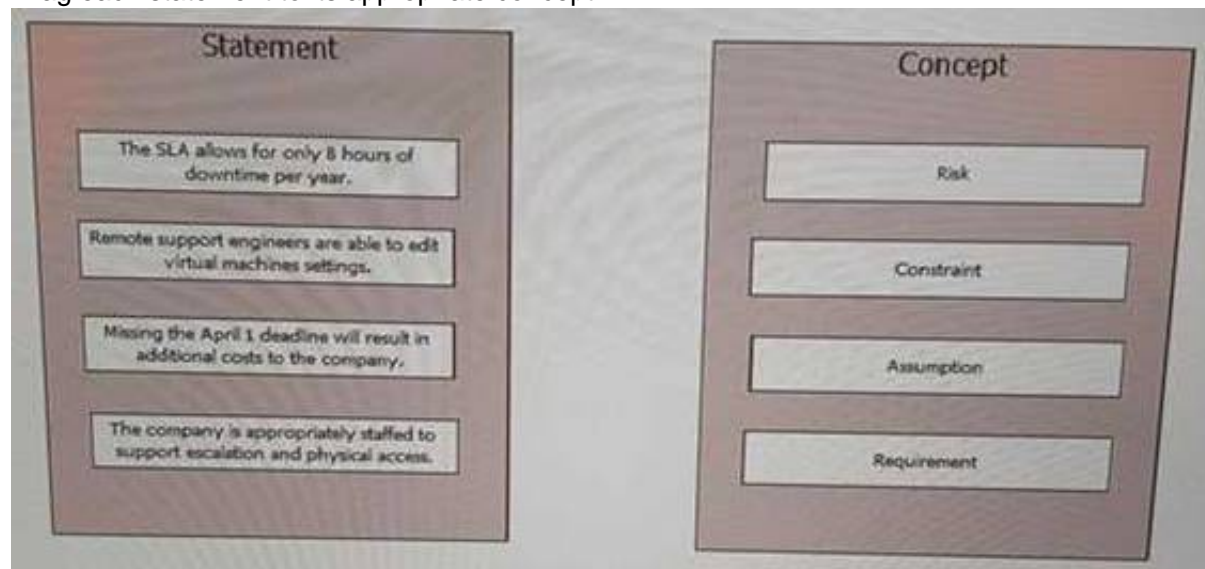 Statement
The SLA allows for only 8 hours of
downtime per year.
Remote support engineers are able to edit
virtual machines settings.
Missing the April 1 deadline will result in
additional costs to the company.
The company is appropriately staffed to
support escalation and physical access.
Concept
Risk
Constraint
Assumption
Requirement